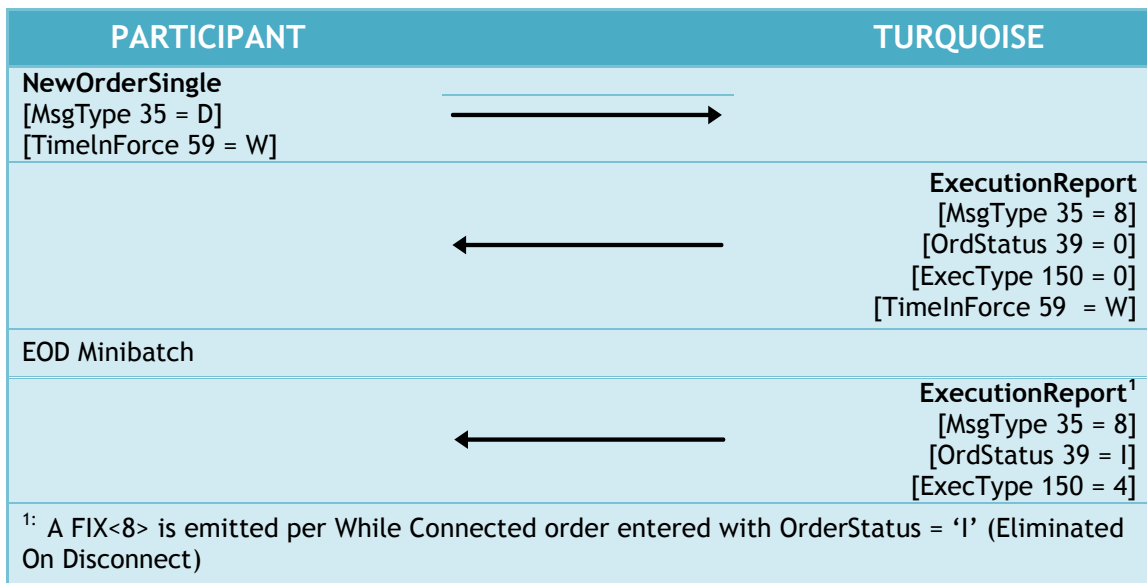 PARTICIPANT TURQUOISE
NewOrderSingle
[MsgType 35 = D]
[TimelnForce 59 = W]
ExecutionReport
[MsgType 35 = 8]
[OrdStatus 39 = 0]
[ExecType 150 = 0]
[TimeInForce 59 = W]
EOD Minibatch
ExecutionReport1
[MsgType 35 = 8]
[OrdStatus 39 = I]
[ExecType 150 = 4]
1: A FIX<8> is emitted per While Connected order entered with OrderStatus = ‘I’ (Eliminated
On Disconnect)